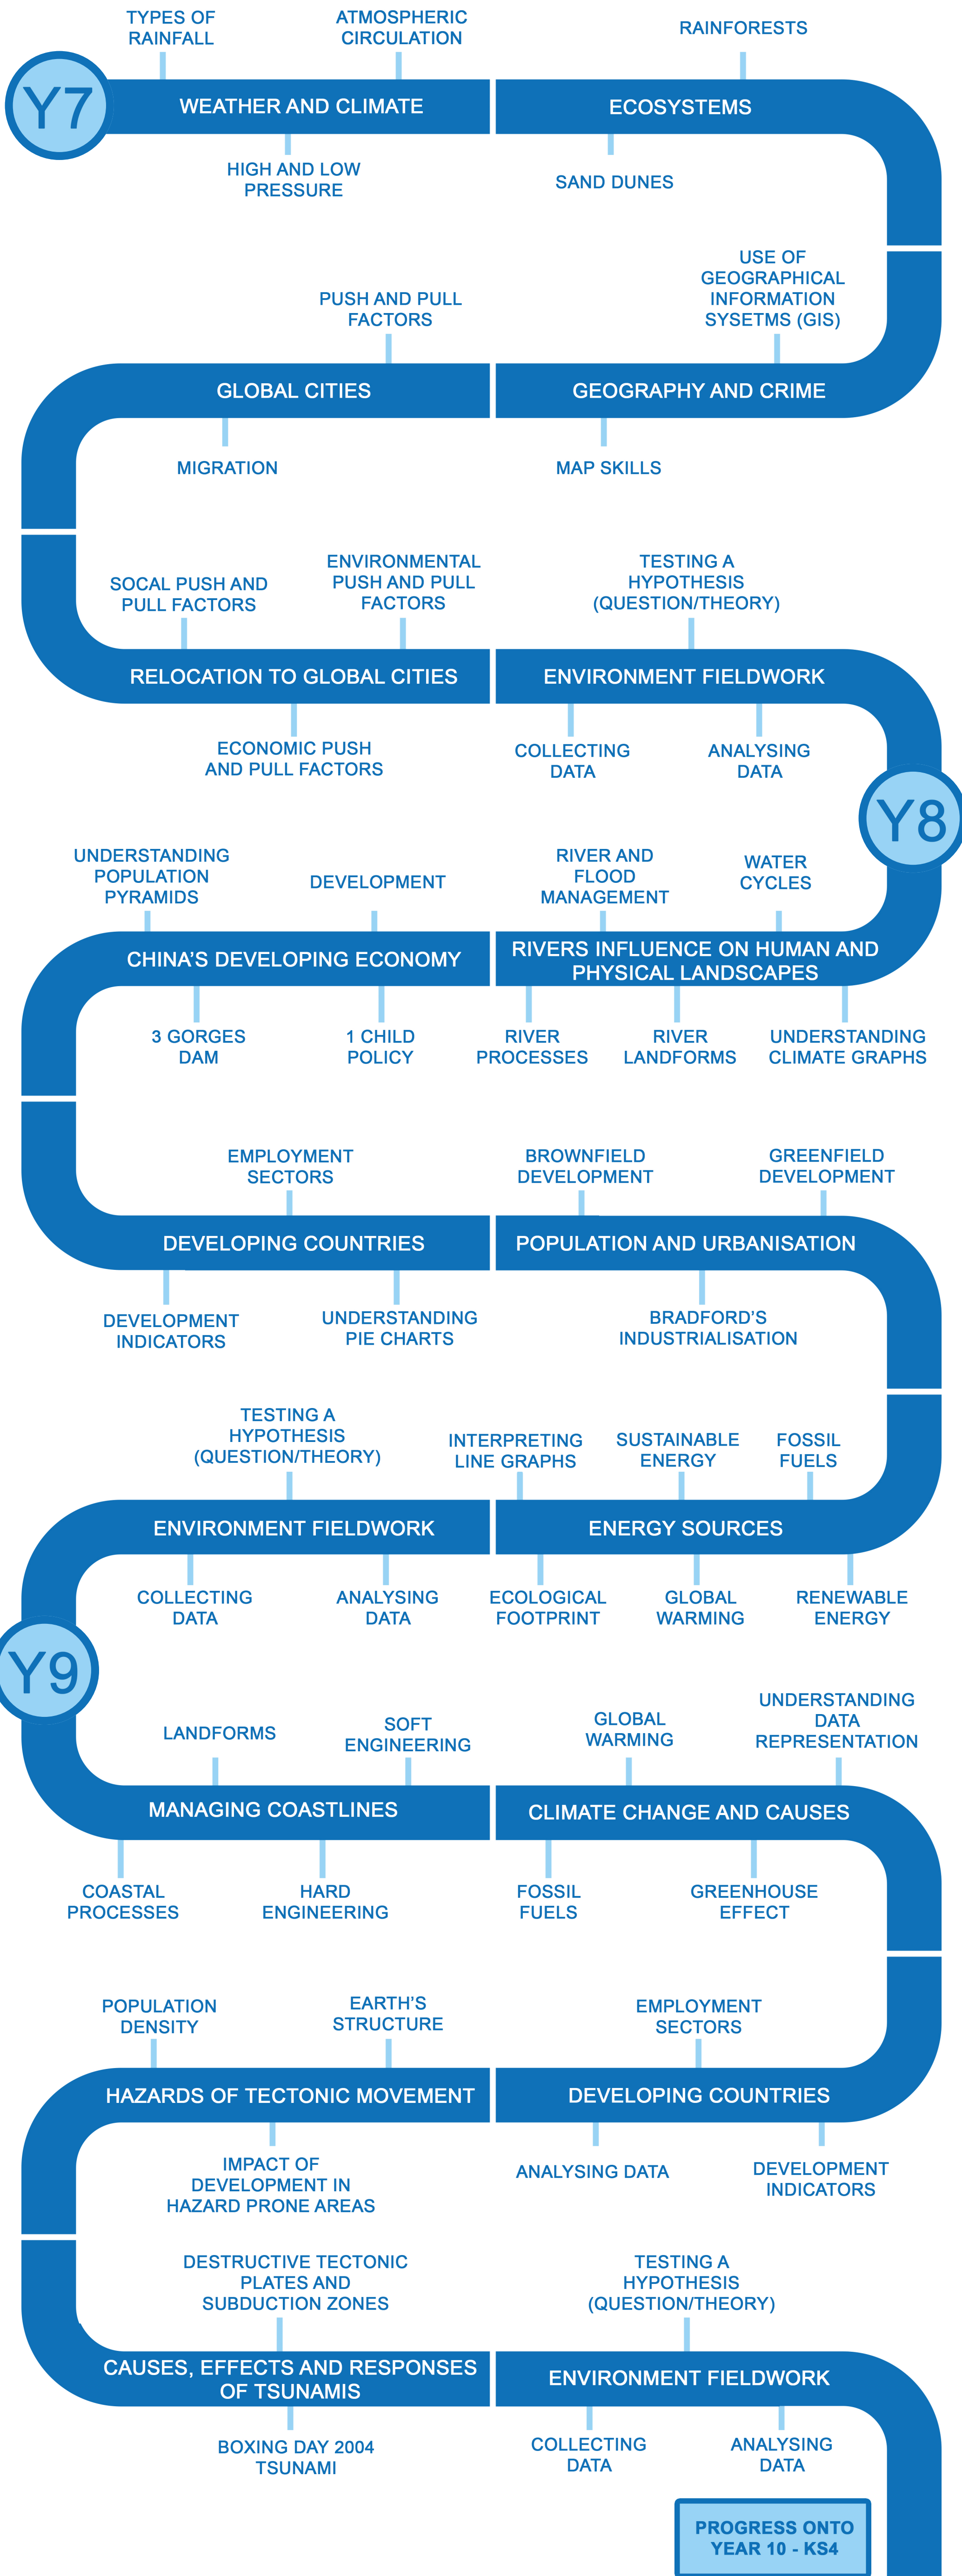 TYPES OF
RAINFALL
ATMOSPHERIC
CIRCULATION
RAINFORESTS
Y7
WEATHER AND CLIMATE
ECOSYSTEMS
HIGH AND LOW
PRESSURE
SAND DUNES
USE OF
GEOGRAPHICAL
INFORMATION
SYSETMS (GIS)
PUSH AND PULL
FACTORS
GEOGRAPHY AND CRIME
GLOBAL CITIES
MAP SKILLS
MIGRATION
SOCAL PUSH AND
PULL FACTORS
ENVIRONMENTAL
PUSH AND PULL
FACTORS
TESTING A
HYPOTHESIS
(QUESTION/THEORY)
RELOCATION TO GLOBAL CITIES
ENVIRONMENT FIELDWORK
ECONOMIC PUSH
AND PULL FACTORS
COLLECTING
DATA
ANALYSING
DATA
Y8
UNDERSTANDING
POPULATION
PYRAMIDS
DEVELOPMENT
RIVER AND
FLOOD
MANAGEMENT
WATER
CYCLES
CHINA'S DEVELOPING ECONOMY
RIVERS INFLUENCE ON HUMAN AND
PHYSICAL LANDSCAPES
3 GORGES
DAM
1 CHILD
POLICY
RIVER
PROCESSES
RIVER
LANDFORMS
UNDERSTANDING
CLIMATE GRAPHS
EMPLOYMENT
SECTORS
BROWNFIELD
DEVELOPMENT
GREENFIELD
DEVELOPMENT
DEVELOPING COUNTRIES
POPULATION AND URBANISATION
DEVELOPMENT
INDICATORS
UNDERSTANDING
PIE CHARTS
BRADFORD'S
INDUSTRIALISATION
TESTING A
HYPOTHESIS
(QUESTION/THEORY)
INTERPRETING
LINE GRAPHS
SUSTAINABLE
ENERGY
FOSSIL
FUELS
ENVIRONMENT FIELDWORK
ENERGY SOURCES
COLLECTING
DATA
ANALYSING
DATA
ECOLOGICAL
FOOTPRINT
GLOBAL
WARMING
RENEWABLE
ENERGY
Y9
LANDFORMS
SOFT
ENGINEERING
GLOBAL
WARMING
UNDERSTANDING
DATA
REPRESENTATION
MANAGING COASTLINES
CLIMATE CHANGE AND CAUSES
COASTAL
PROCESSES
HARD
ENGINEERING
FOSSIL
FUELS
GREENHOUSE
EFFECT
POPULATION
DENSITY
EARTH'S
STRUCTURE
EMPLOYMENT
SECTORS
HAZARDS OF TECTONIC MOVEMENT
DEVELOPING COUNTRIES
IMPACT OF
DEVELOPMENT IN
HAZARD PRONE AREAS
ANALYSING DATA
DEVELOPMENT
INDICATORS
DESTRUCTIVE TECTONIC
PLATES AND
SUBDUCTION ZONES
TESTING A
HYPOTHESIS
(QUESTION/THEORY)
CAUSES, EFFECTS AND RESPONSES
OF TSUNAMIS
ENVIRONMENT FIELDWORK
BOXING DAY 2004
TSUNAMI
COLLECTING
DATA
ANALYSING
DATA
PROGRESS ONTO
YEAR 10 - KS4